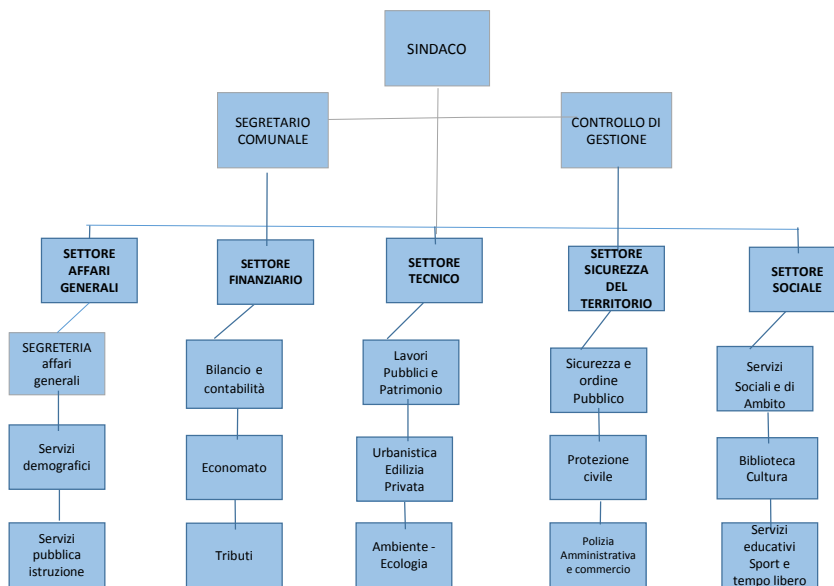 SINDACO
SEGRETARIO
COMUNALE
CONTROLLO DI
GESTIONE
SETTORE
AFFARI
GENERALI
SETTORE
FINANZIARIO
SETTORE
TECNICO
SETTORE
SICUREZZA
DEL
TERRITORIO
SETTORE
SOCIALE
SEGRETERIA
affari
generali
Bilancio e
contabilità
Lavori
Pubblici e
Patrimonio
Sicurezza e
ordine
Pubblico
Servizi
Sociali e di
Ambito
Servizi
demografici
Economato
Urbanistica
Edilizia
Privata
Protezione
civile
Biblioteca
Cultura
Servizi
pubblica
istruzione
Tributi
Ambiente -
Ecologia
Polizia
Amministrativa
e commercio
Servizi
educativi
Sport e
tempo libero